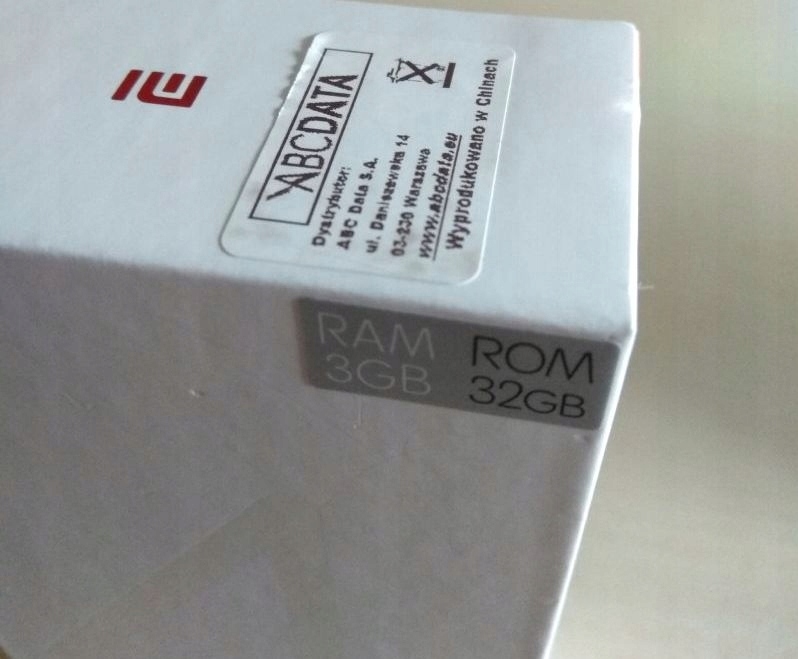 ABCDATA
Dystrybutor:
ABC Data S.A.
ul. Daniszewska 14
03-230 Warszawa
www.abcdata.eu
Wyprodukowano w Chinach
RAM
3GB
ROM
32GB